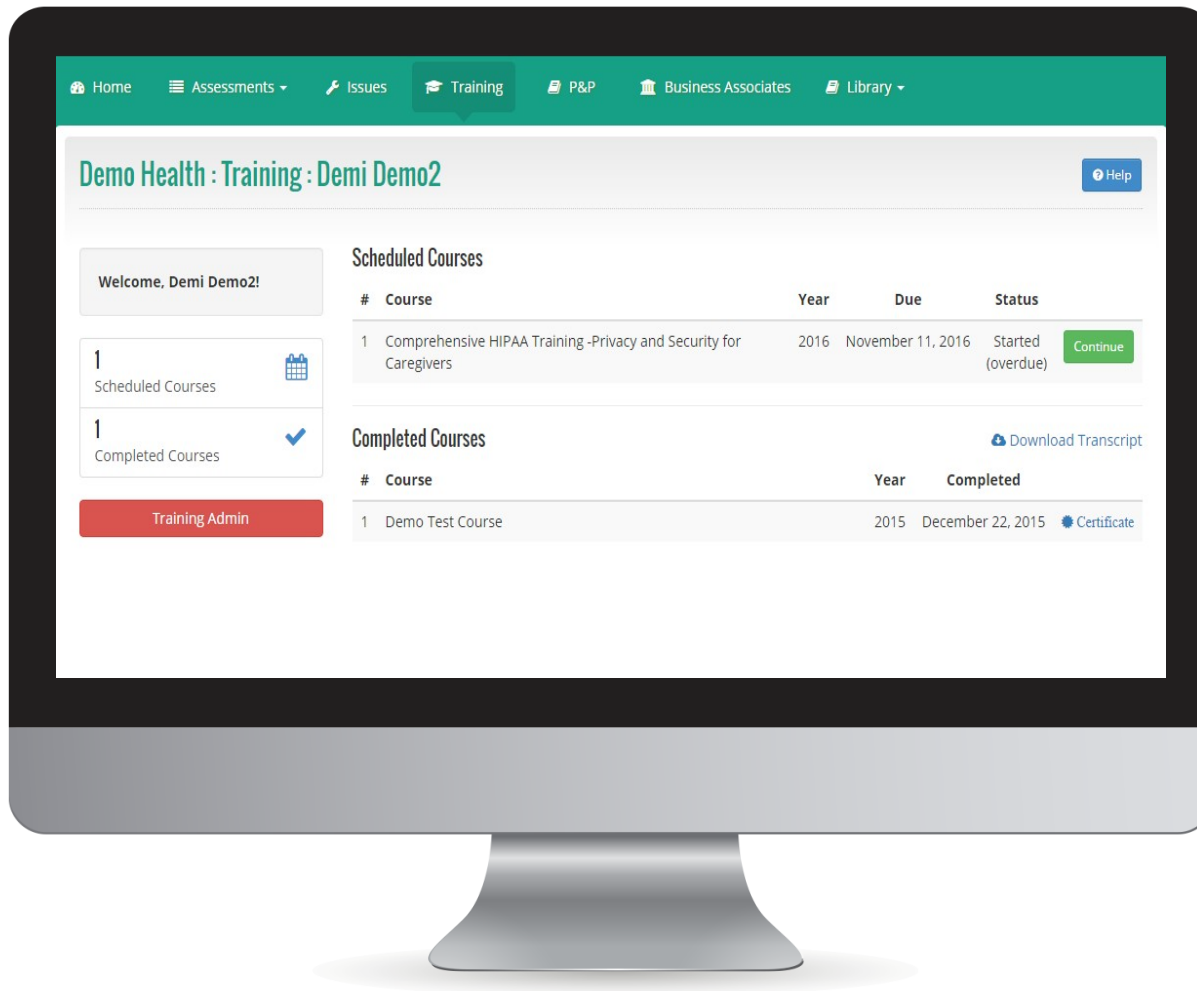 Home Assessments Issues Training P&P Business Associates Library
Demo Health : Training : Demi Demo2
Help
Welcome, Demi Demo2!
1
Scheduled Courses
1
Completed Courses
Training Admin
Scheduled Courses
# Course Year Due Status
1 Comprehensive HIPAA Training -Privacy and Security for 2016 November 11, 2016 Started Continue
Caregivers (overdue)
Completed Courses Download Transcript
# Course Year Completed
1 Demo Test Course 2015 December 22, 2015 Certificate